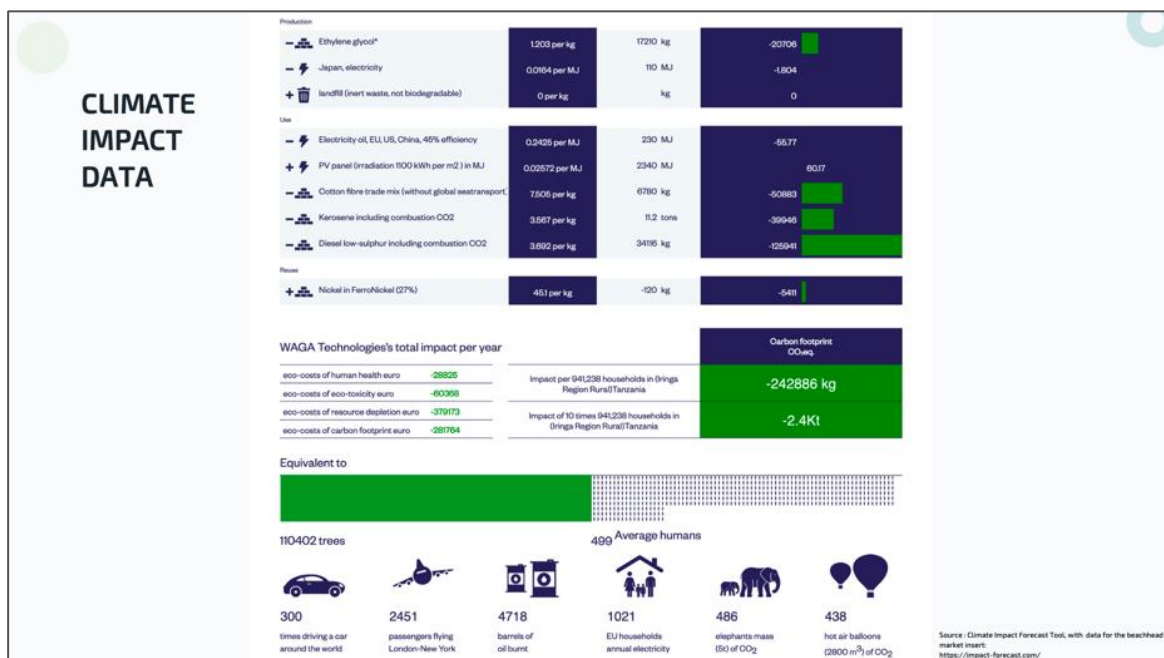 CLIMATE
IMPACT
DATA
Production
Ethylene glycol* 1.203 per kg 17210 kg -20706
Japan, electricity 0.0164 per MJ 110 MJ -1.804
landfill (inert waste, not biodegradable) 0 per kg kg 0
Use
Electricity oil, EU, US, China, 45% efficiency 0.2425 per MJ 230 MJ -55.77
PV panel (irradiation 1100 kWh per m2 ) in MJ 0.02572 per MJ 2340 MJ 60.17
Cotton fibre trade mix (without global seatransport) 7.505 per kg 6780 kg -50883
Kerosene including combustion CO2 3.567 per kg 11.2 tons -39946
Diesel low-sulphur including combustion CO2 3.692 per kg 34116 kg -125941
Reuse
Nickel in FerroNickel (27%) 45.1 per kg -120 kg -5411
WAGA Technologies's total impact per year
Carbon footprint
CO₂eq.
eco-costs of human health euro -28825
eco-costs of eco-toxicity euro -60368
eco-costs of resource depletion euro -379173
eco-costs of carbon footprint euro -281764
Impact per 941,238 households in (Iringa
Region Rural)Tanzania
-242886 kg
Impact of 10 times 941,238 households in
(Iringa Region Rural)Tanzania
-2.4Kt
Equivalent to
110402 trees
499 Average humans
300
times driving a car
around the world
2451
passengers flying
London-New York
4718
barrels of
oil burnt
1021
EU households
annual electricity
486
elephants mass
(5t) of CO₂
438
hot air balloons
(2800 m³) of CO₂
Source : Climate Impact Forecast Tool, with data for the beachhead
market insert:
https://impact-forecast.com/